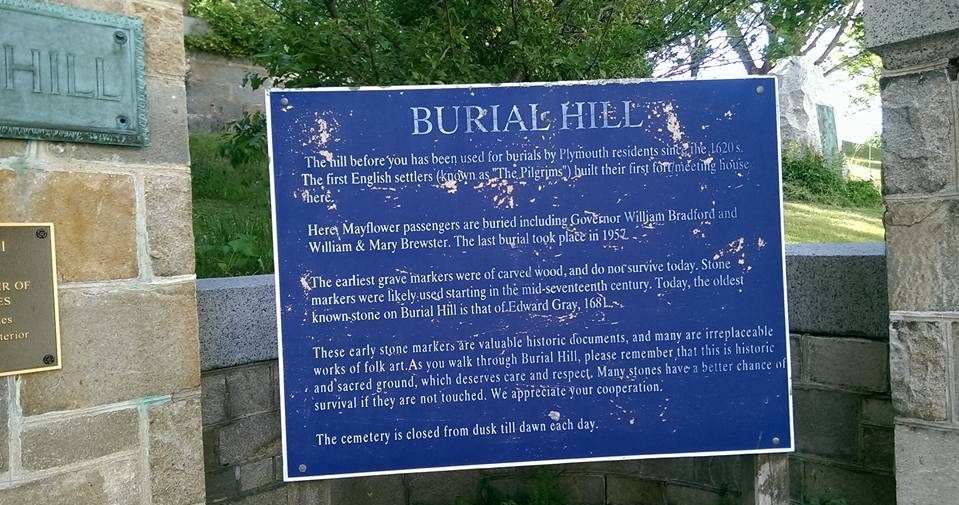 HILL
BURIAL HILL
The hill before you has been used for burials by Plymouth residents since the 1620's.
The first English settlers (known as "The Pilgrims") built their first fort/meeting house
here.
Here, Mayflower passengers are buried including Governor William Bradford and
William & Mary Brewster. The last burial took place in 1957.
The earliest grave markers were of carved wood, and do not survive today. Stone
markers were likely used starting in the mid-seventeenth century. Today, the oldest
known stone on Burial Hill is that of Edward Gray, 1681.
These early stone markers are valuable historic documents, and many are irreplaceable
works of folk art. As you walk through Burial Hill, please remember that this is historic
and sacred ground, which deserves care and respect. Many stones have a better chance of
survival if they are not touched. We appreciate your cooperation.
The cemetery is closed from dusk till dawn each day.
OF